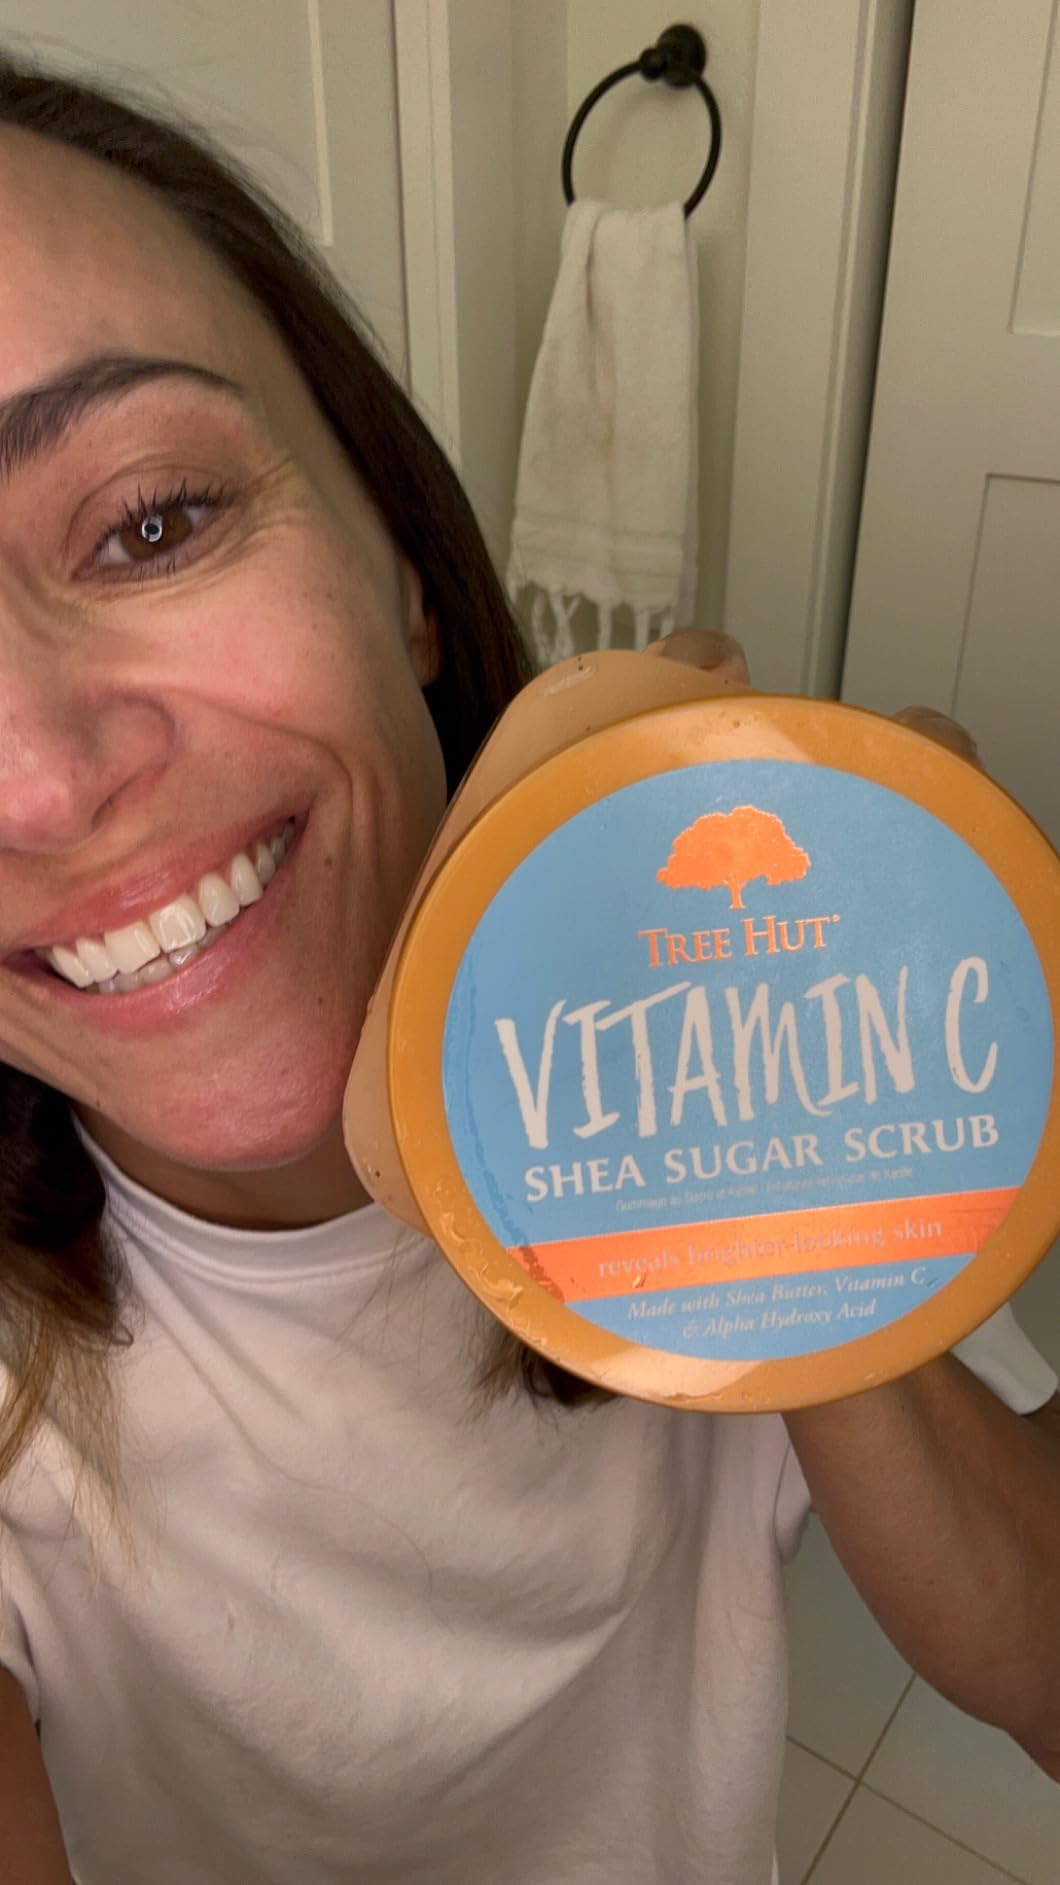 TREE HUT®
VITAMIN C
SHEA SUGAR SCRUB
reveals brighter-looking skin
Made with Shea Butter, Vitamin C
& Alpha Hydroxy Acid